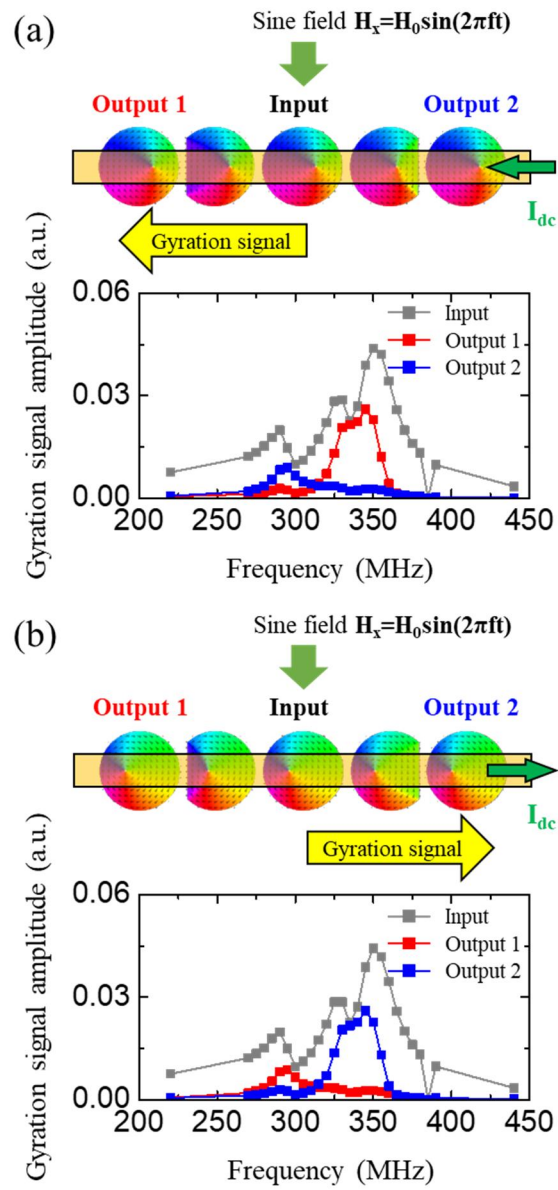 (a)
Sine field Hₓ=H₀sin(2πft)
Output 1 Input Output 2
I_dc
Gyration signal
Gyration signal amplitude (a.u.)
0.06
0.03
0.00
Input
Output 1
Output 2
200 250 300 350 400 450
Frequency (MHz)
(b)
Sine field Hₓ=H₀sin(2πft)
Output 1 Input Output 2
I_dc
Gyration signal
Gyration signal amplitude (a.u.)
0.06
0.03
0.00
Input
Output 1
Output 2
200 250 300 350 400 450
Frequency (MHz)